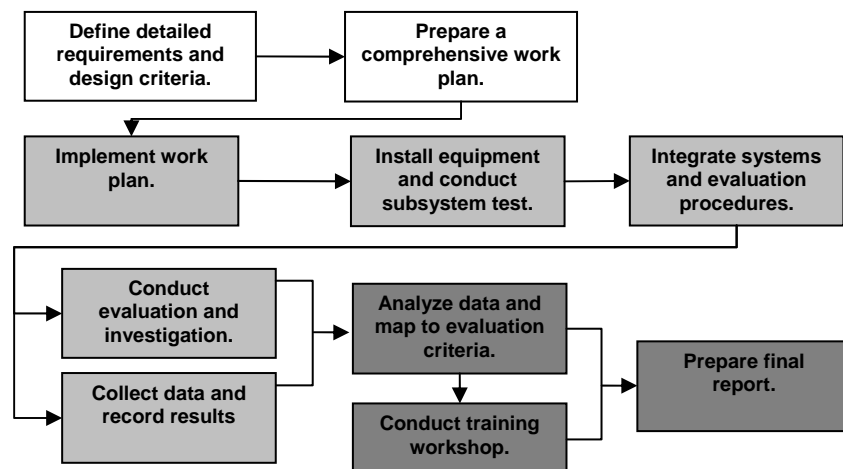 Define detailed
requirements and
design criteria.
Prepare a
comprehensive work
plan.
Implement work
plan.
Install equipment
and conduct
subsystem test.
Integrate systems
and evaluation
procedures.
Conduct
evaluation and
investigation.
Collect data and
record results
Analyze data and
map to evaluation
criteria.
Conduct training
workshop.
Prepare final
report.